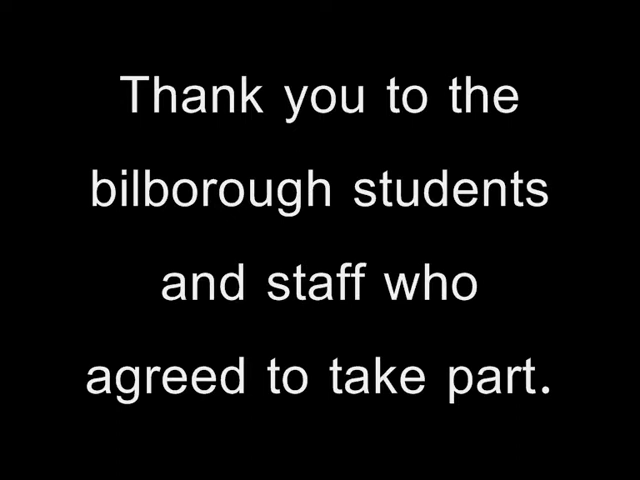 Thank you to the
bilborough students
and staff who
agreed to take part.